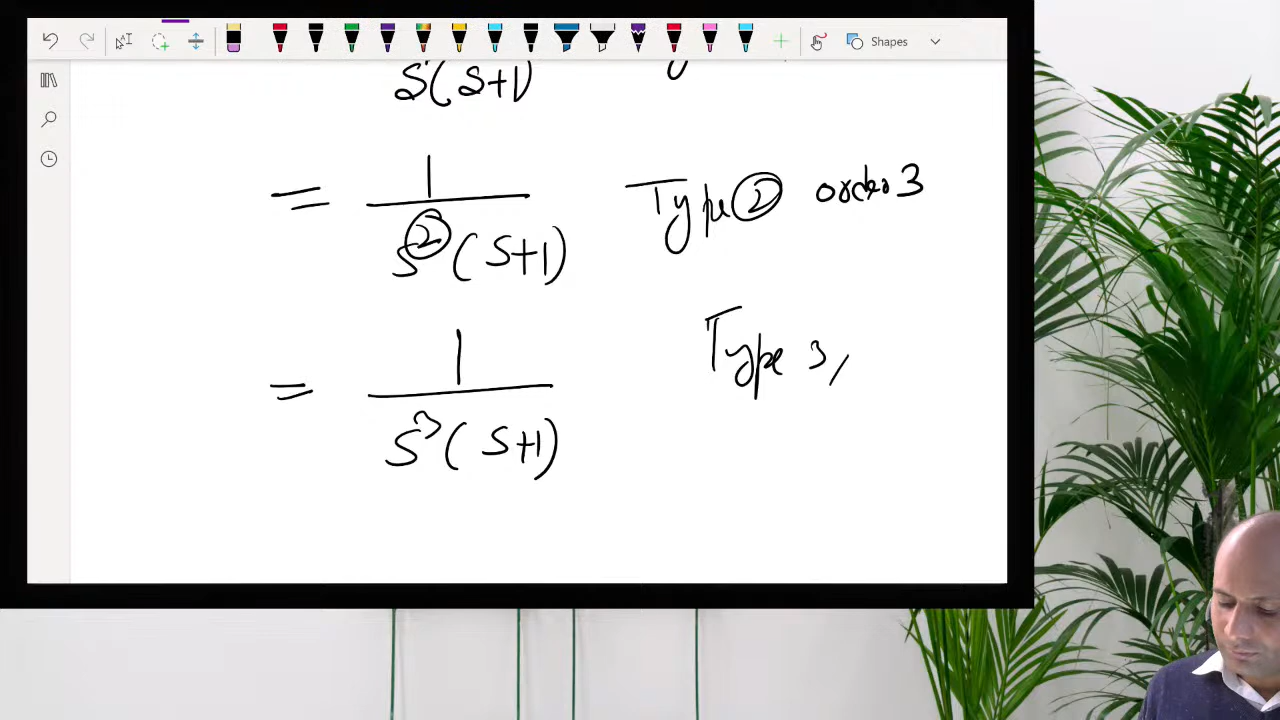 Shapes
S(S+1)
= 1/S²(S+1) Type 2 order 3
= 1/S³(S+1) Type 3,